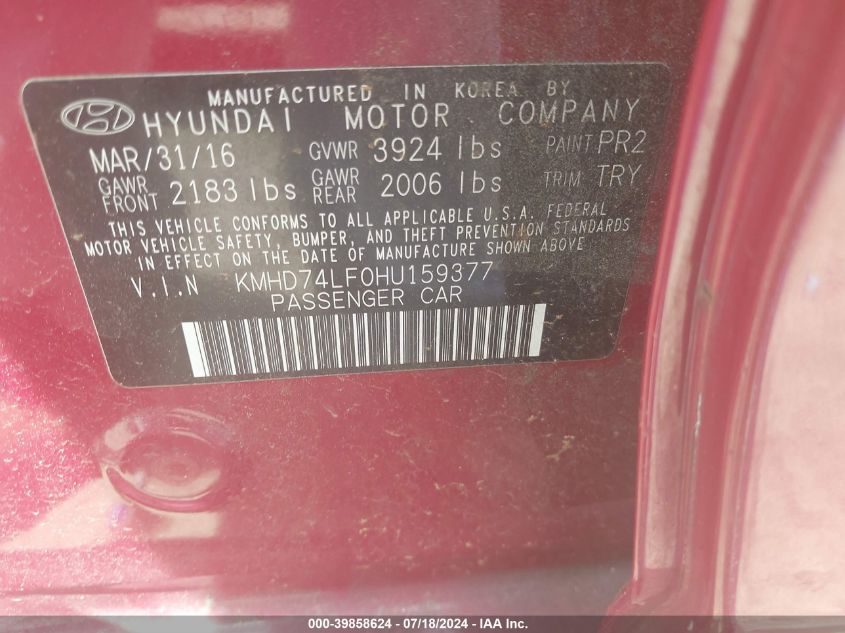 MANUFACTURED IN KOREA BY
HYUNDAI MOTOR COMPANY
MAR/31/16 GVWR 3924 lbs PAINT PR2
GAWR FRONT 2183 lbs GAWR REAR 2006 lbs TRIM TRY
THIS VEHICLE CONFORMS TO ALL APPLICABLE U.S.A. FEDERAL
MOTOR VEHICLE SAFETY, BUMPER, AND THEFT PREVENTION STANDARDS
IN EFFECT ON THE DATE OF MANUFACTURE SHOWN ABOVE.
V.I.N KMHD74LF0HU159377
PASSENGER CAR
000-39858624 - 07/18/2024 - IAA Inc.